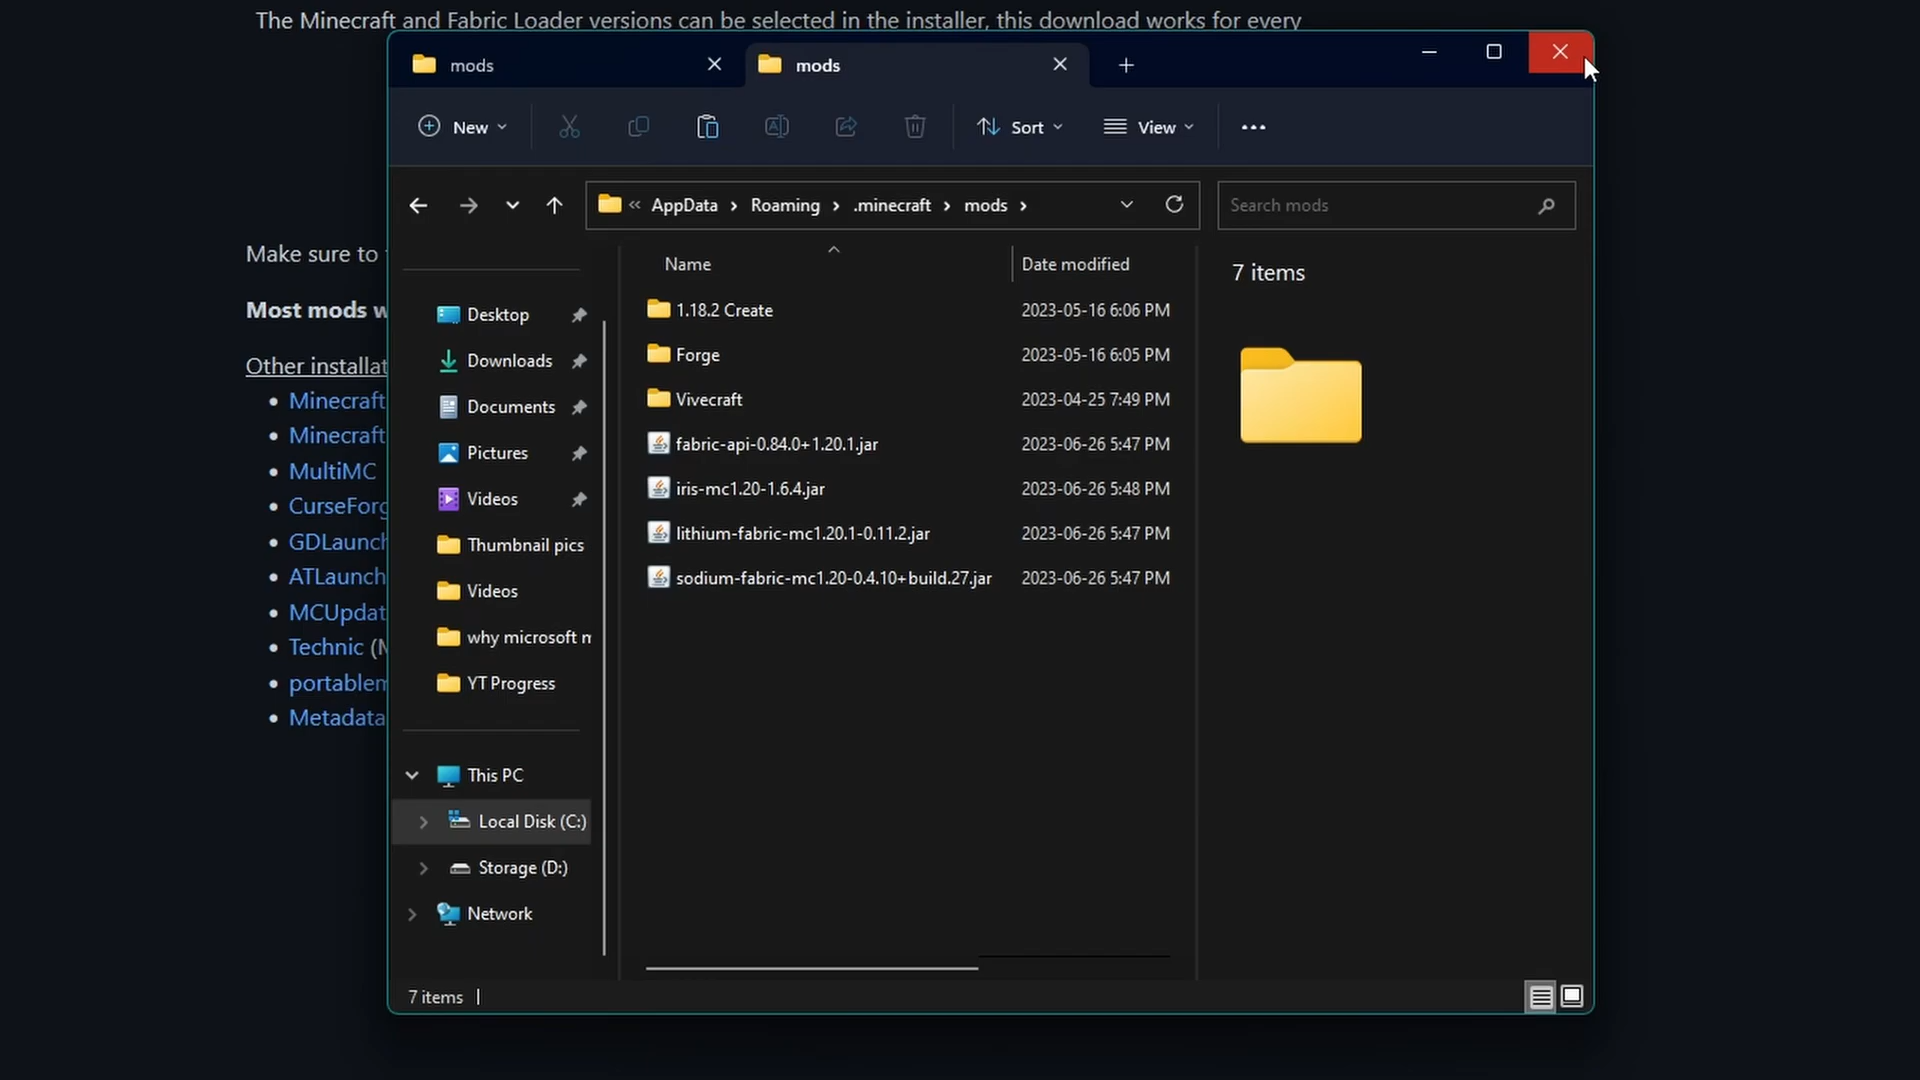 The Minecraft and Fabric Loader versions can be selected in the installer, this download works for every
mods
mods
New
Sort
View
AppData > Roaming > .minecraft > mods >
Search mods
Make sure to
Most mods w
Other installat
Minecraft
Minecraft
MultiMC
CurseForg
GDLaunch
ATLaunch
MCUpdat
Technic (M
portablem
Metadata
Desktop
Downloads
Documents
Pictures
Videos
Thumbnail pics
Videos
why microsoft m
YT Progress
This PC
Local Disk (C:)
Storage (D:)
Network
Name Date modified
1.18.2 Create 2023-05-16 6:06 PM
Forge 2023-05-16 6:05 PM
Vivecraft 2023-04-25 7:49 PM
fabric-api-0.84.0+1.20.1.jar 2023-06-26 5:47 PM
iris-mc1.20-1.6.4.jar 2023-06-26 5:48 PM
lithium-fabric-mc1.20.1-0.11.2.jar 2023-06-26 5:47 PM
sodium-fabric-mc1.20-0.4.10+build.27.jar 2023-06-26 5:47 PM
7 items
7 items